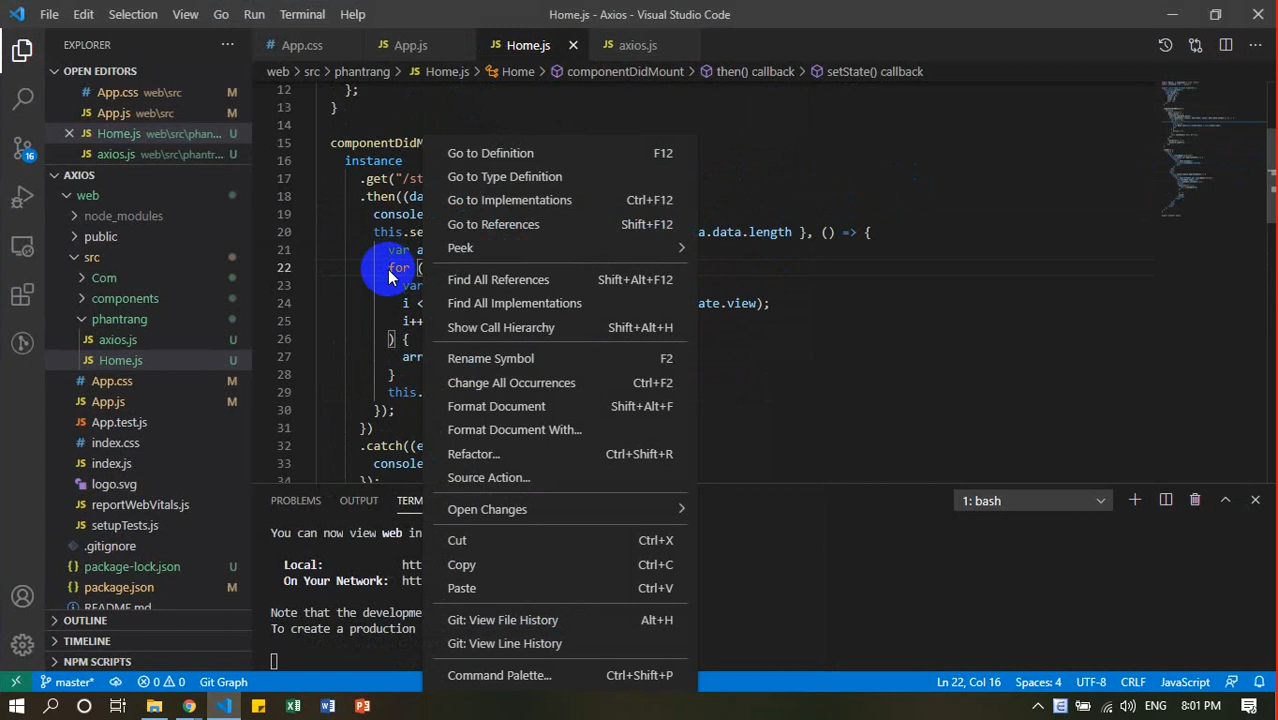 File Edit Selection View Go Run Terminal Help Home.js - Axios - Visual Studio Code
EXPLORER
App.css App.js Home.js axios.js
web > src > phantrang > Home.js > Home > componentDidMount > then() callback > setState() callback
OPEN EDITORS
App.css web\src M
App.js web\src M
Home.js web\src\phan... U
axios.js web\src\phantr... U
AXIOS
web
node_modules
public
src
Com
components
phantrang
axios.js U
Home.js U
App.css M
App.js M
App.test.js
index.css
index.js
logo.svg
reportWebVitals.js
setupTests.js
.gitignore
package-lock.json U
package.json M
README.md
OUTLINE
TIMELINE
NPM SCRIPTS
16
12 };
13 }
14
15 componentDidM
16 instance
17 .get("/st
18 .then((da
19 console
20 this.se a.data.length }, () => {
21 var a
22 for (
23 va
24 i < ate.view);
25 i++
26 ) {
27 arr
28 }
29 this.
30 });
31 })
32 .catch((e
33 console
34 });
Go to Definition F12
Go to Type Definition
Go to Implementations Ctrl+F12
Go to References Shift+F12
Peek
Find All References Shift+Alt+F12
Find All Implementations
Show Call Hierarchy Shift+Alt+H
Rename Symbol F2
Change All Occurrences Ctrl+F2
Format Document Shift+Alt+F
Format Document With...
Refactor... Ctrl+Shift+R
Source Action...
Open Changes
Cut Ctrl+X
Copy Ctrl+C
Paste Ctrl+V
Git: View File History Alt+H
Git: View Line History
Command Palette... Ctrl+Shift+P
PROBLEMS OUTPUT TERM 1: bash
You can now view web in
Local: htt
On Your Network: htt
Note that the developme
To create a production
master* 0 0 Git Graph Ln 22, Col 16 Spaces: 4 UTF-8 CRLF JavaScript
ENG 8:01 PM